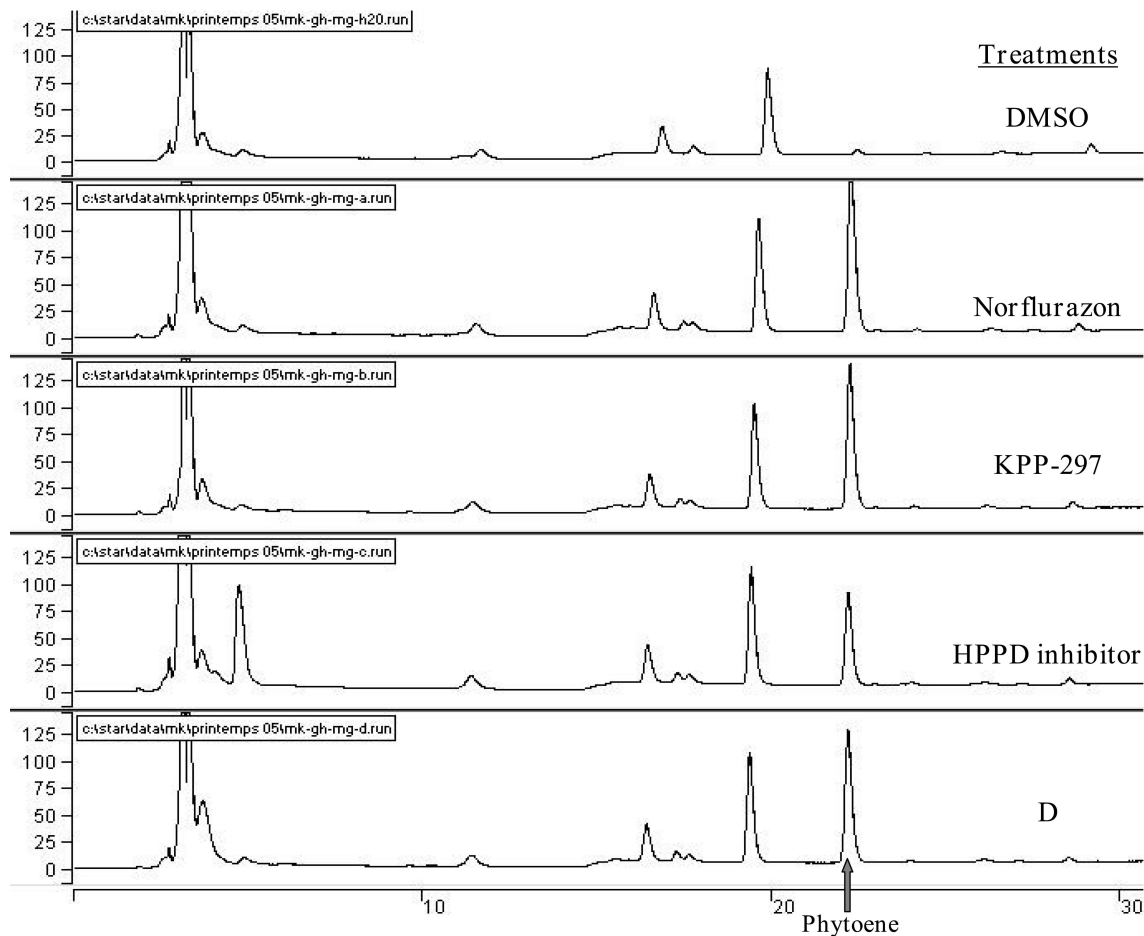 c:\star\data\mk\printemps 05\mk-gh-mg-h20.run
125
100
75
50
25
0
Treatments
DMSO
c:\star\data\mk\printemps 05\mk-gh-mg-a.run
125
100
75
50
25
0
Norflurazon
c:\star\data\mk\printemps 05\mk-gh-mg-b.run
125
100
75
50
25
0
KPP-297
c:\star\data\mk\printemps 05\mk-gh-mg-c.run
125
100
75
50
25
0
HPPD inhibitor
c:\star\data\mk\printemps 05\mk-gh-mg-d.run
125
100
75
50
25
0
D
10
20
30
Phytoene